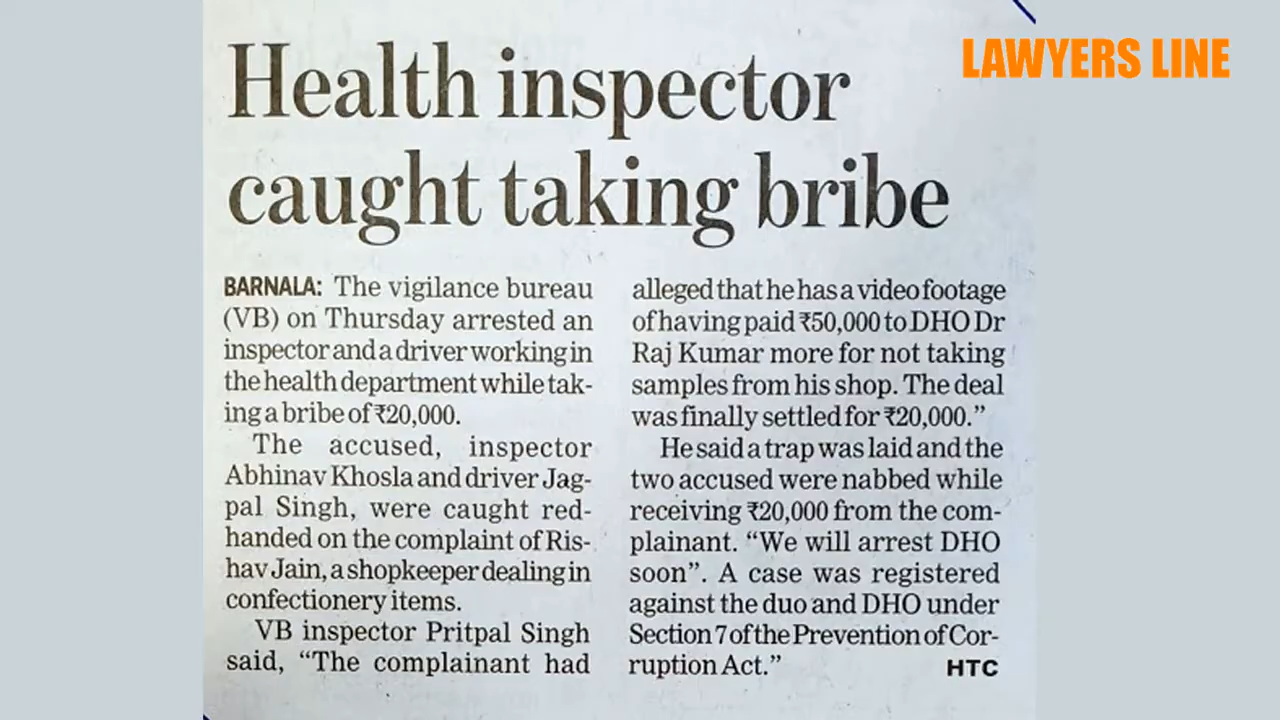 LAWYERS LINE
Health inspector
caught taking bribe
BARNALA: The vigilance bureau
(VB) on Thursday arrested an
inspector and a driver working in
the health department while tak-
ing a bribe of ₹20,000.
The accused, inspector
Abhinav Khosla and driver Jag-
pal Singh, were caught red-
handed on the complaint of Ris-
hav Jain, a shopkeeper dealing in
confectionery items.
VB inspector Pritpal Singh
said, “The complainant had
alleged that he has a video footage
of having paid ₹50,000 to DHO Dr
Raj Kumar more for not taking
samples from his shop. The deal
was finally settled for ₹20,000.”
He said a trap was laid and the
two accused were nabbed while
receiving ₹20,000 from the com-
plainant. “We will arrest DHO
soon”. A case was registered
against the duo and DHO under
Section 7 of the Prevention of Cor-
ruption Act.” HTC